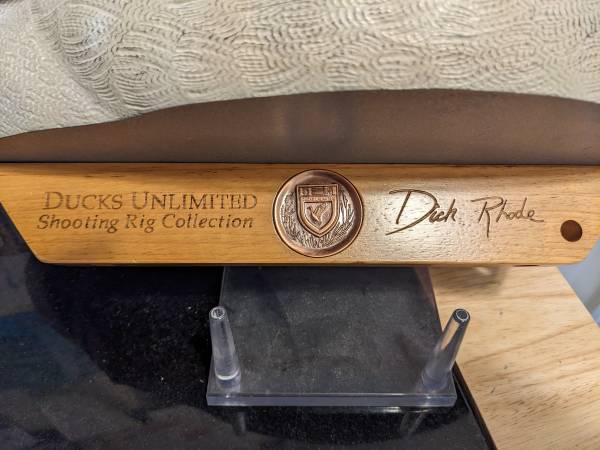 DUCKS UNLIMITED
Shooting Rig Collection
Dick Rhode